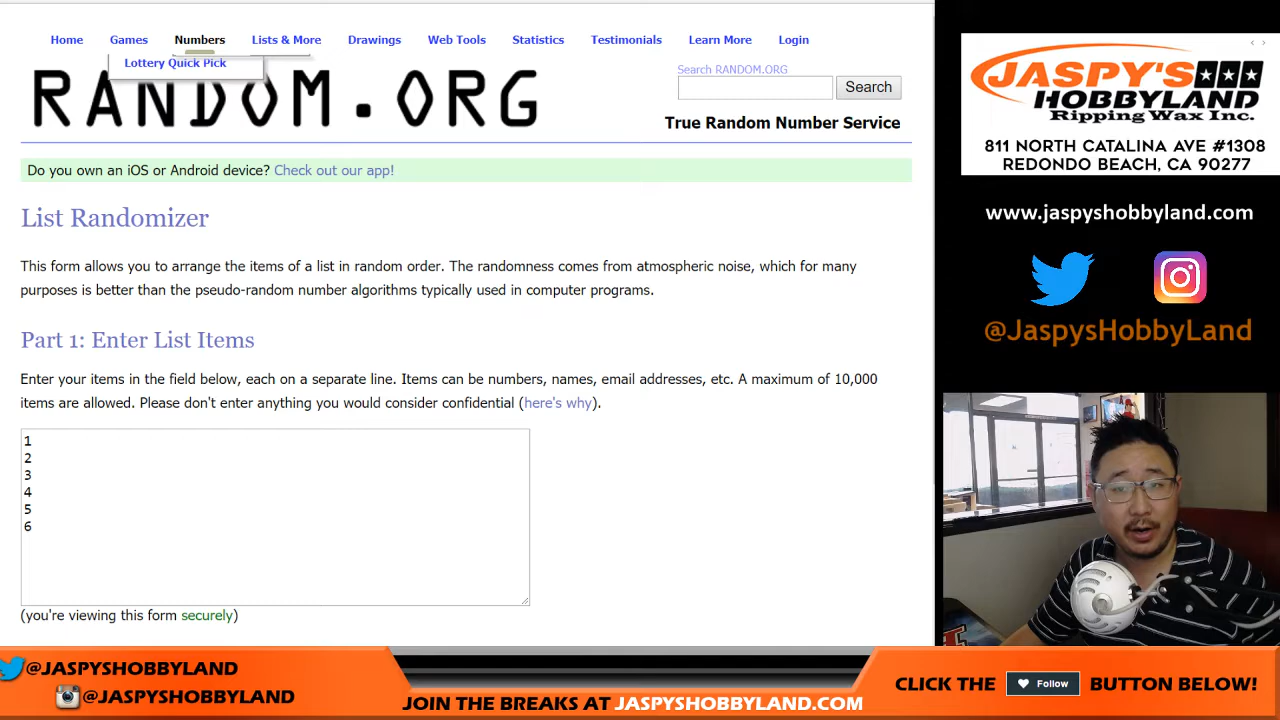 Home Games Numbers Lists & More Drawings Web Tools Statistics Testimonials Learn More Login
Lottery Quick Pick
Search RANDOM.ORG
RANDOM.ORG
Search
True Random Number Service
Do you own an iOS or Android device? Check out our app!
List Randomizer
This form allows you to arrange the items of a list in random order. The randomness comes from atmospheric noise, which for many
purposes is better than the pseudo-random number algorithms typically used in computer programs.
Part 1: Enter List Items
Enter your items in the field below, each on a separate line. Items can be numbers, names, email addresses, etc. A maximum of 10,000
items are allowed. Please don't enter anything you would consider confidential (here's why).
1
2
3
4
5
6
(you're viewing this form securely)
JASPY'S
HOBBYLAND
Ripping Wax Inc.
811 NORTH CATALINA AVE #1308
REDONDO BEACH, CA 90277
www.jaspyshobbyland.com
@JaspysHobbyLand
@JASPYSHOBBYLAND
@JASPYSHOBBYLAND
JOIN THE BREAKS AT JASPYSHOBBYLAND.COM
CLICK THE Follow BUTTON BELOW!